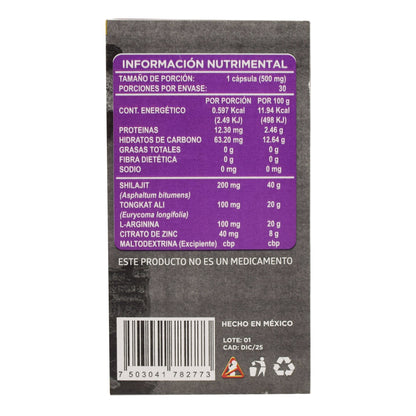 INFORMACIÓN NUTRIMENTAL
TAMAÑO DE PORCIÓN: 1 cápsula (500 mg)
PORCIONES POR ENVASE: 30
POR PORCIÓN POR 100 g
CONT. ENERGÉTICO 0.597 Kcal 11.94 Kcal
(2.49 KJ) (498 KJ)
PROTEINAS 12.30 mg 2.46 g
HIDRATOS DE CARBONO 63.20 mg 12.64 g
GRASAS TOTALES 0 g 0 g
FIBRA DIETÉTICA 0 g 0 g
SODIO 0 mg 0 g
SHILAJIT 200 mg 40 g
(Asphaltum bitumens)
TONGKAT ALI 100 mg 20 g
(Eurycoma longifolia)
L-ARGININA 100 mg 20 g
CITRATO DE ZINC 40 mg 8 g
MALTODEXTRINA (Excipiente) cbp cbp
ESTE PRODUCTO NO ES UN MEDICAMENTO
HECHO EN MÉXICO
LOTE: 01
CAD: DIC/25
7 503041 782773